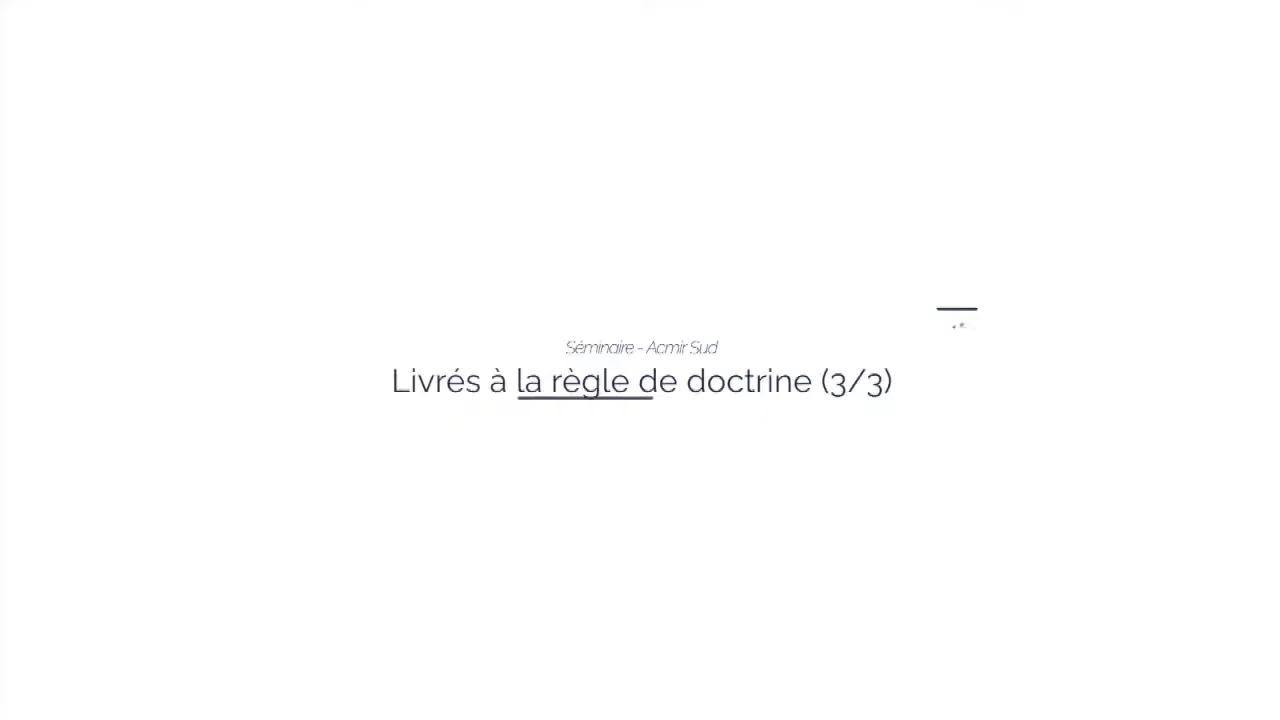 Séminaire - Acmir Sud
Livrés à la règle de doctrine (3/3)